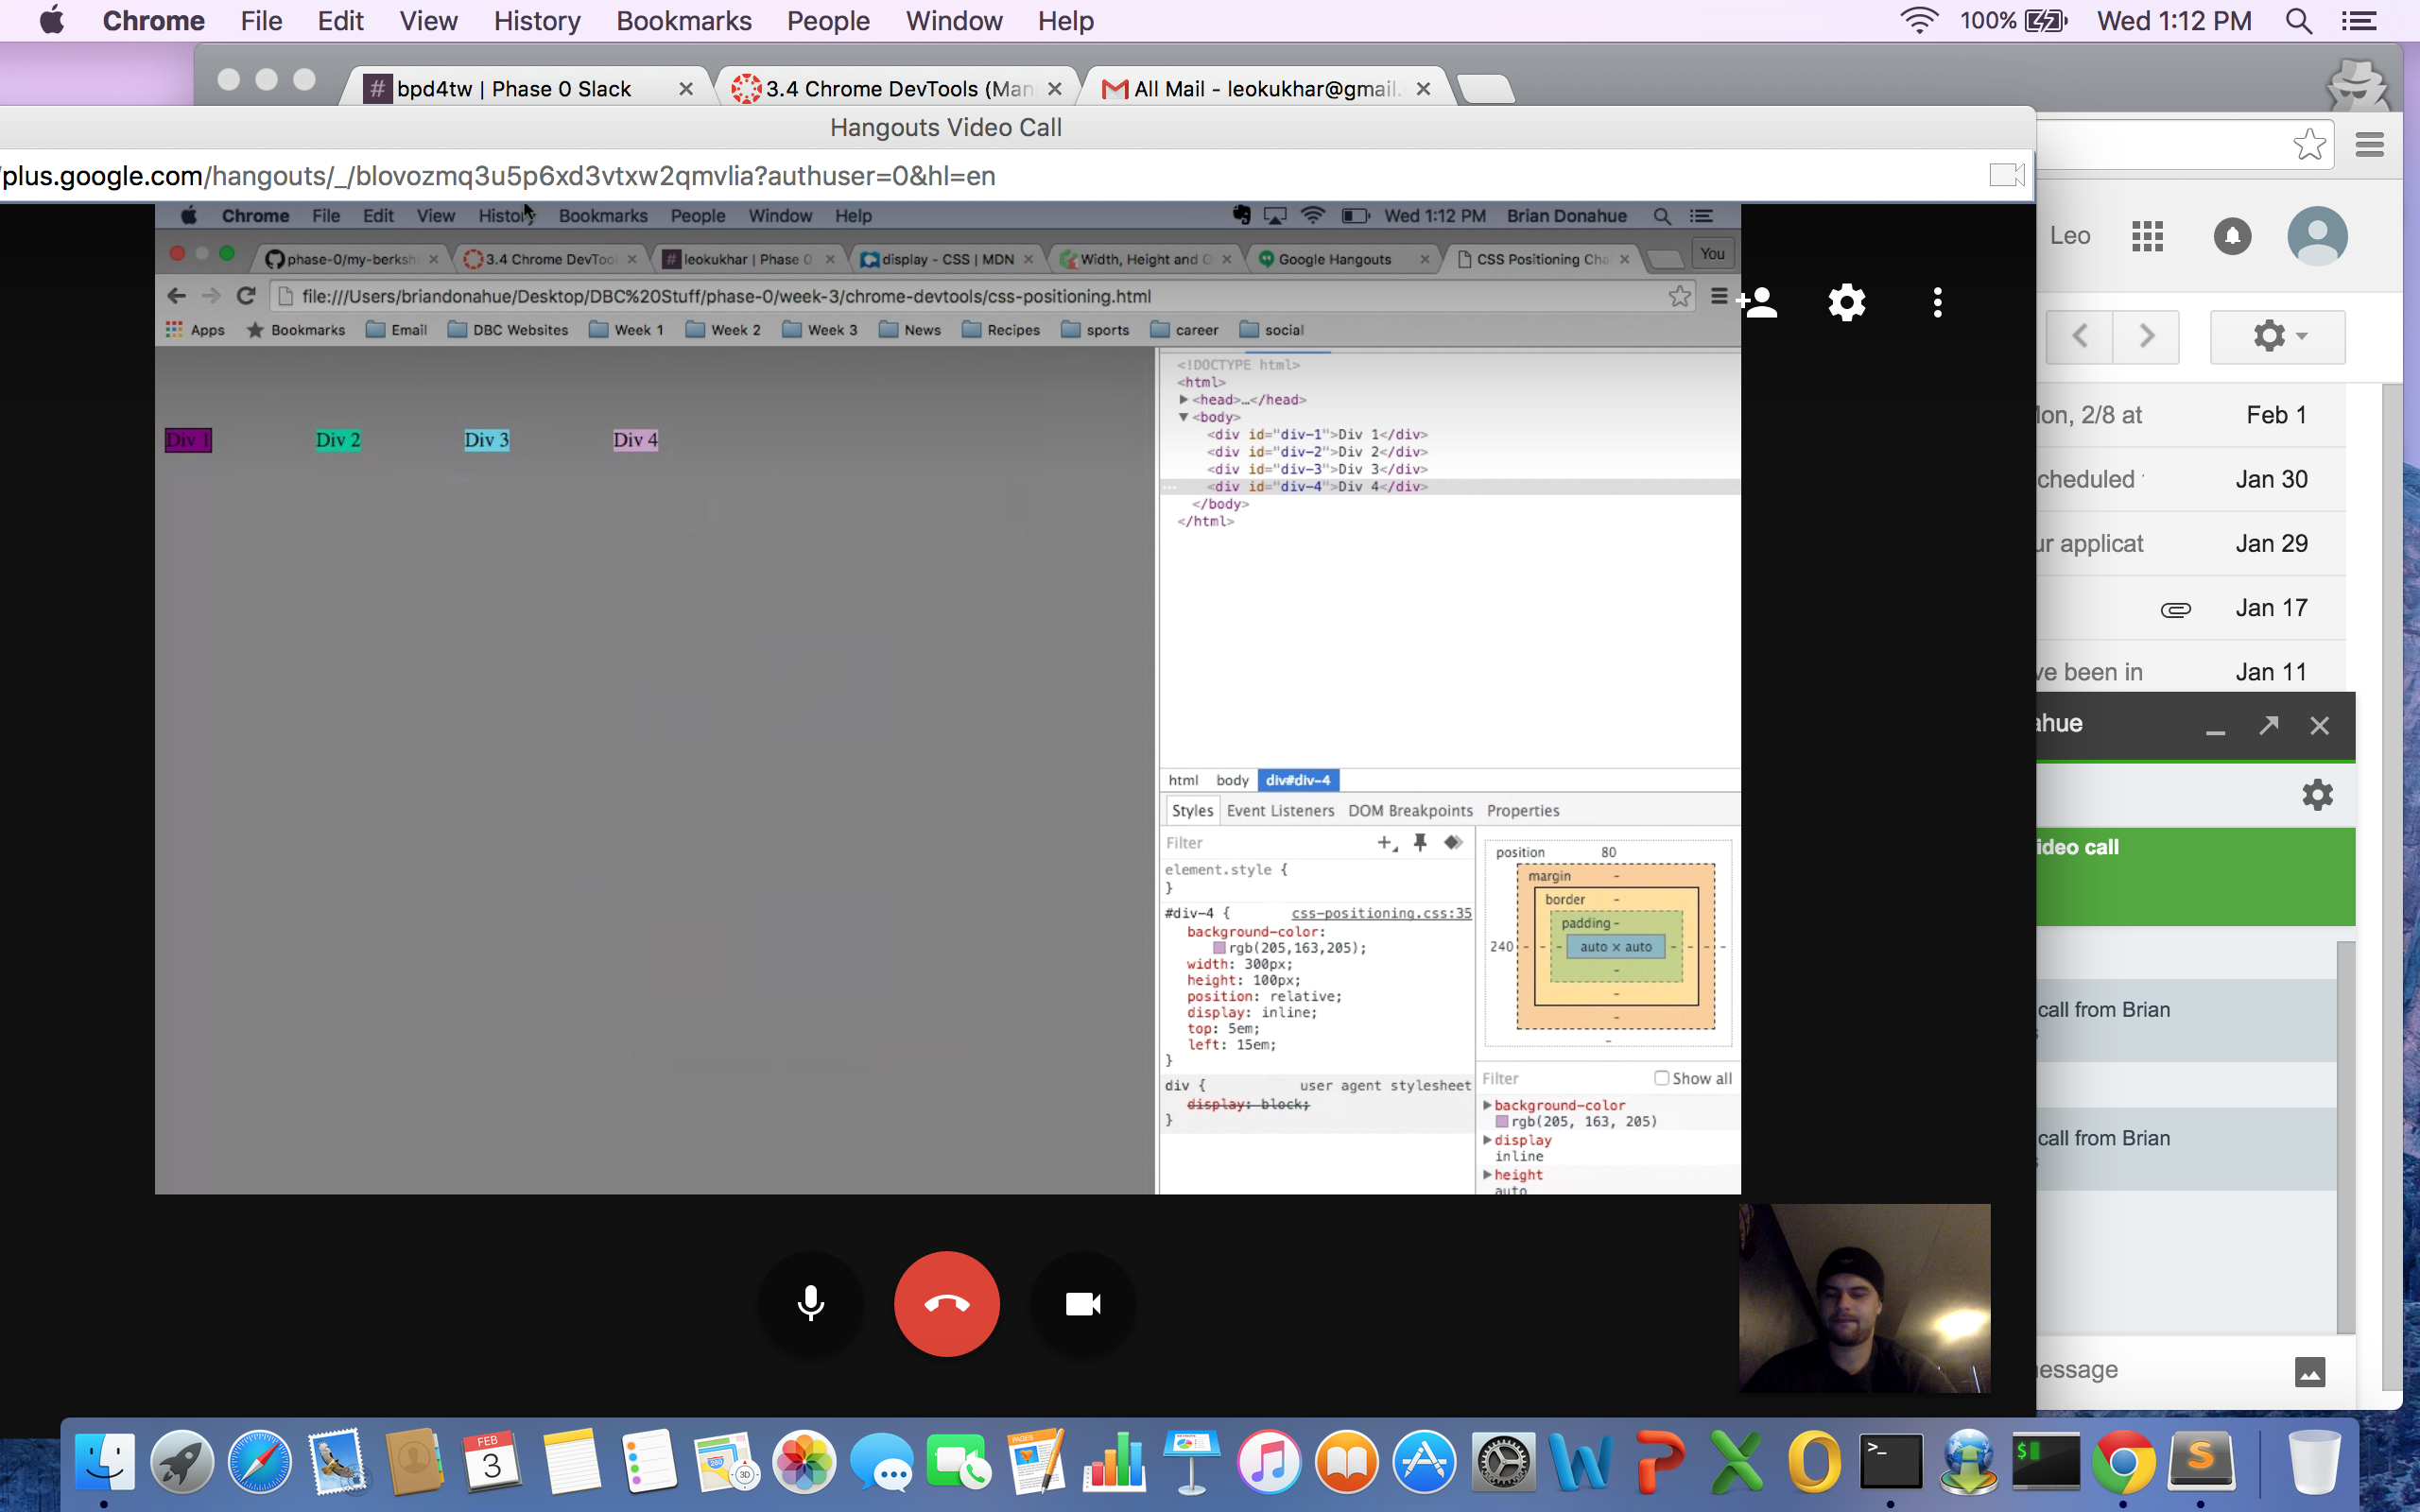 Chrome File Edit View History Bookmarks People Window Help 100% Wed 1:12 PM
bpd4tw | Phase 0 Slack
3.4 Chrome DevTools (Man
All Mail - leokukhar@gmail.
Hangouts Video Call
plus.google.com/hangouts/_/blovozmq3u5p6xd3vtxw2qmvlia?authuser=0&hl=en
Chrome File Edit View History Bookmarks People Window Help Wed 1:12 PM Brian Donahue
phase-0/my-berkshi
3.4 Chrome DevTool
leokukhar | Phase 0
display - CSS | MDN
Width, Height and O
Google Hangouts
CSS Positioning Cha
You
file:///Users/briandonahue/Desktop/DBC%20Stuff/phase-0/week-3/chrome-devtools/css-positioning.html
Apps Bookmarks Email DBC Websites Week 1 Week 2 Week 3 News Recipes sports career social
Div 1 Div 2 Div 3 Div 4
<!DOCTYPE html>
<html>
<head>…</head>
<body>
<div id="div-1">Div 1</div>
<div id="div-2">Div 2</div>
<div id="div-3">Div 3</div>
<div id="div-4">Div 4</div>
</body>
</html>
html body div#div-4
Styles Event Listeners DOM Breakpoints Properties
Filter
element.style {
}
#div-4 { css-positioning.css:35
background-color:
rgb(205,163,205);
width: 300px;
height: 100px;
position: relative;
display: inline;
top: 5em;
left: 15em;
}
div { user agent stylesheet
display: block;
}
position 80
margin -
border -
padding -
240 - - - auto × auto - - - -
-
-
-
-
Filter Show all
background-color
rgb(205, 163, 205)
display
inline
height
auto
Leo
on, 2/8 at Feb 1
cheduled Jan 30
ur applicat Jan 29
Jan 17
ve been in Jan 11
ahue
ideo call
call from Brian
call from Brian
essage
FEB
3
PAGES
280
3D
>_
$